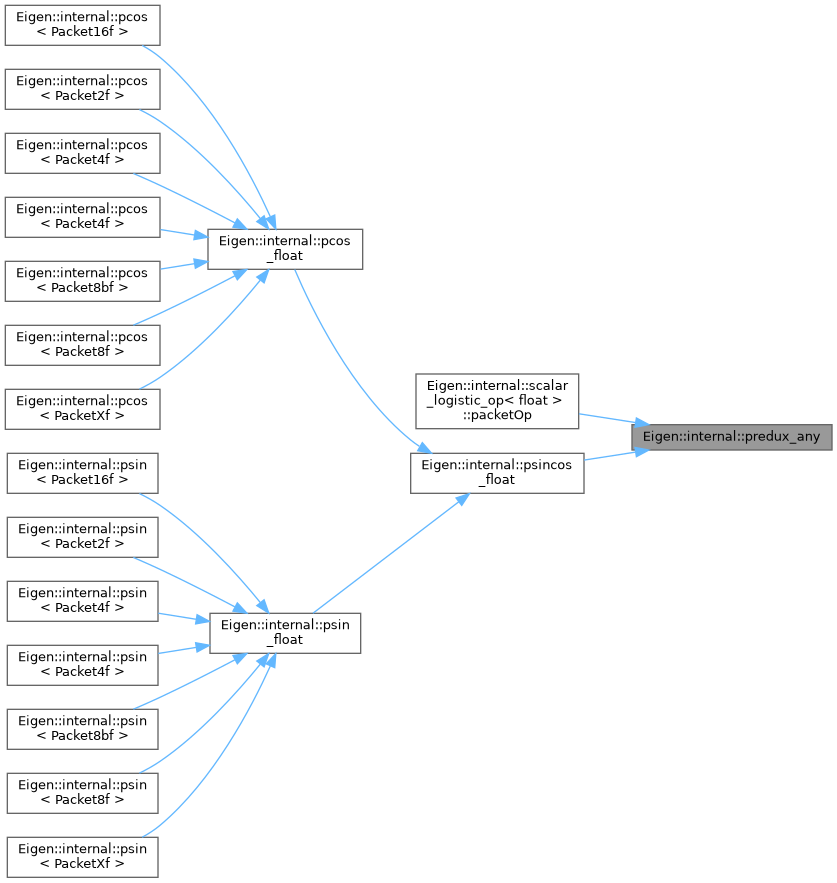 Eigen::internal::pcos
< Packet16f >
Eigen::internal::pcos
< Packet2f >
Eigen::internal::pcos
< Packet4f >
Eigen::internal::pcos
< Packet4f >
Eigen::internal::pcos
< Packet8bf >
Eigen::internal::pcos
< Packet8f >
Eigen::internal::pcos
< PacketXf >
Eigen::internal::psin
< Packet16f >
Eigen::internal::psin
< Packet2f >
Eigen::internal::psin
< Packet4f >
Eigen::internal::psin
< Packet4f >
Eigen::internal::psin
< Packet8bf >
Eigen::internal::psin
< Packet8f >
Eigen::internal::psin
< PacketXf >
Eigen::internal::pcos
_float
Eigen::internal::psin
_float
Eigen::internal::scalar
_logistic_op< float >
::packetOp
Eigen::internal::psincos
_float
Eigen::internal::predux_any